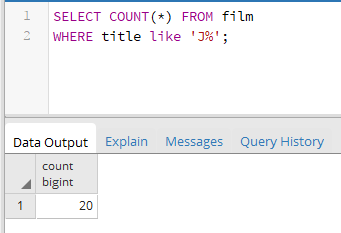 1 SELECT COUNT(*) FROM film
2 WHERE title like 'J%';
Data Output Explain Messages Query History
count
bigint
1 20